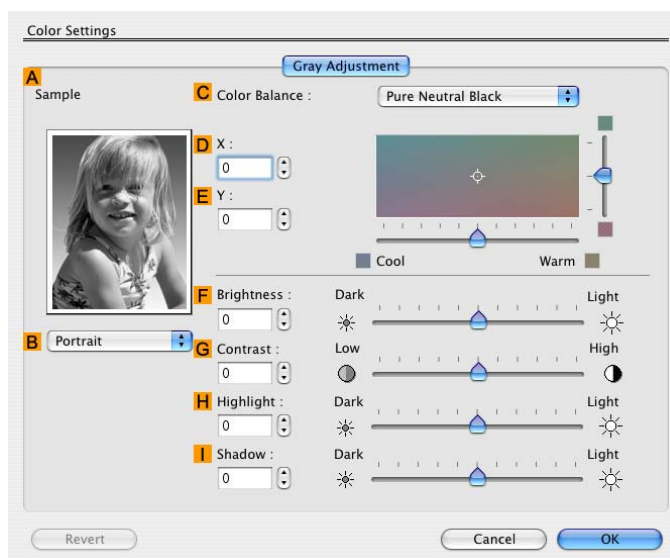 Color Settings
Gray Adjustment
A
Sample
C Color Balance :
Pure Neutral Black
D X :
0
E Y :
0
Cool
Warm
F Brightness :
Dark
Light
0
B Portrait
G Contrast :
Low
High
0
H Highlight :
Dark
Light
0
I Shadow :
Dark
Light
0
Revert
Cancel
OK